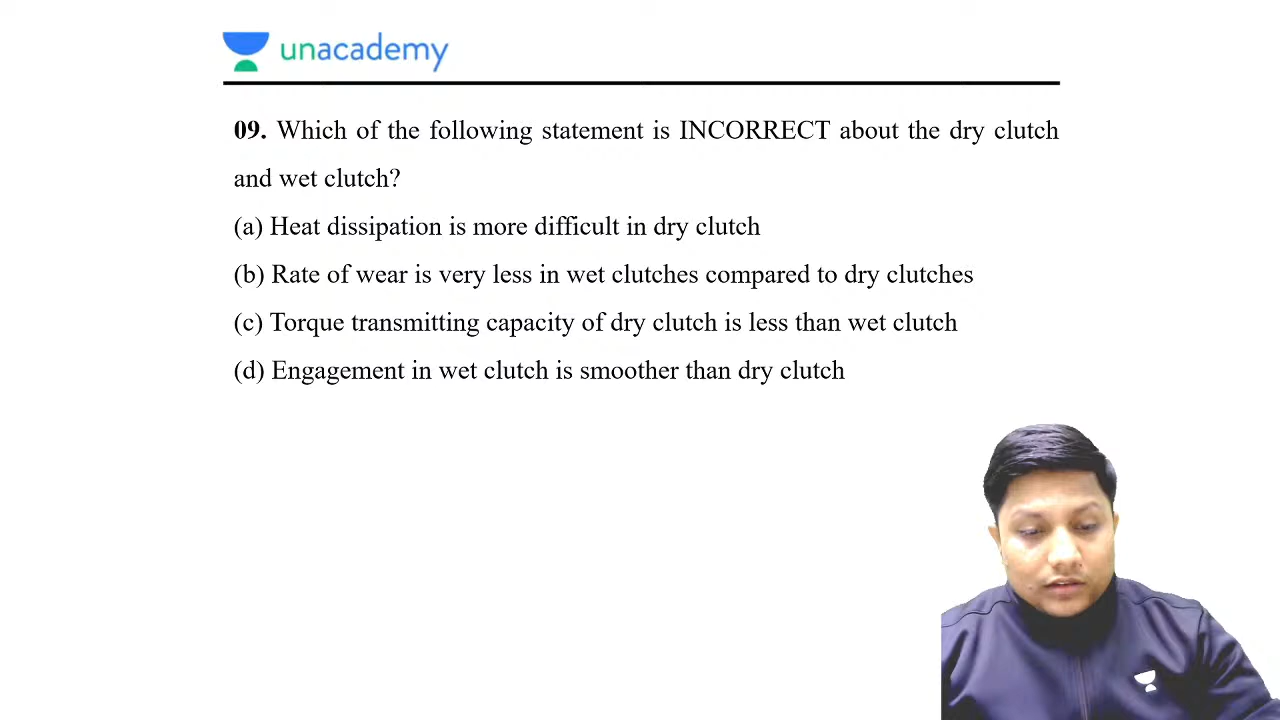 unacademy
09. Which of the following statement is INCORRECT about the dry clutch
and wet clutch?
(a) Heat dissipation is more difficult in dry clutch
(b) Rate of wear is very less in wet clutches compared to dry clutches
(c) Torque transmitting capacity of dry clutch is less than wet clutch
(d) Engagement in wet clutch is smoother than dry clutch